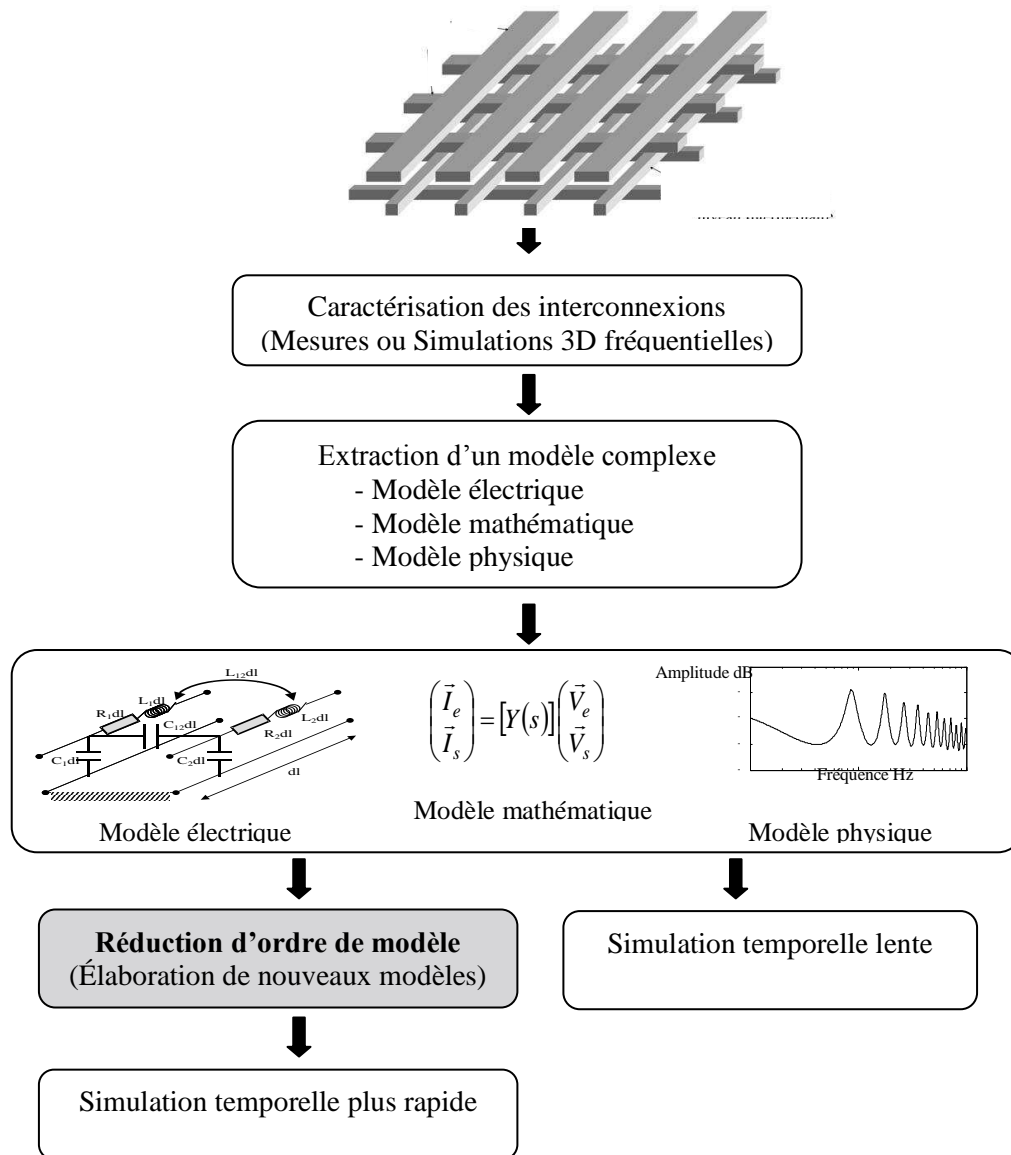 Caractérisation des interconnexions
(Mesures ou Simulations 3D fréquentielles)
Extraction d’un modèle complexe
- Modèle électrique
- Modèle mathématique
- Modèle physique
L₁₂dl
L₁dl
R₁dl
C₁₂dl
L₂dl
R₂dl
C₁dl
C₂dl
dl
Modèle électrique
(I⃗ₑ I⃗ₛ) = [Y(s)] (V⃗ₑ V⃗ₛ)
Modèle mathématique
Amplitude dB
Fréquence Hz
Modèle physique
Réduction d’ordre de modèle
(Élaboration de nouveaux modèles)
Simulation temporelle lente
Simulation temporelle plus rapide